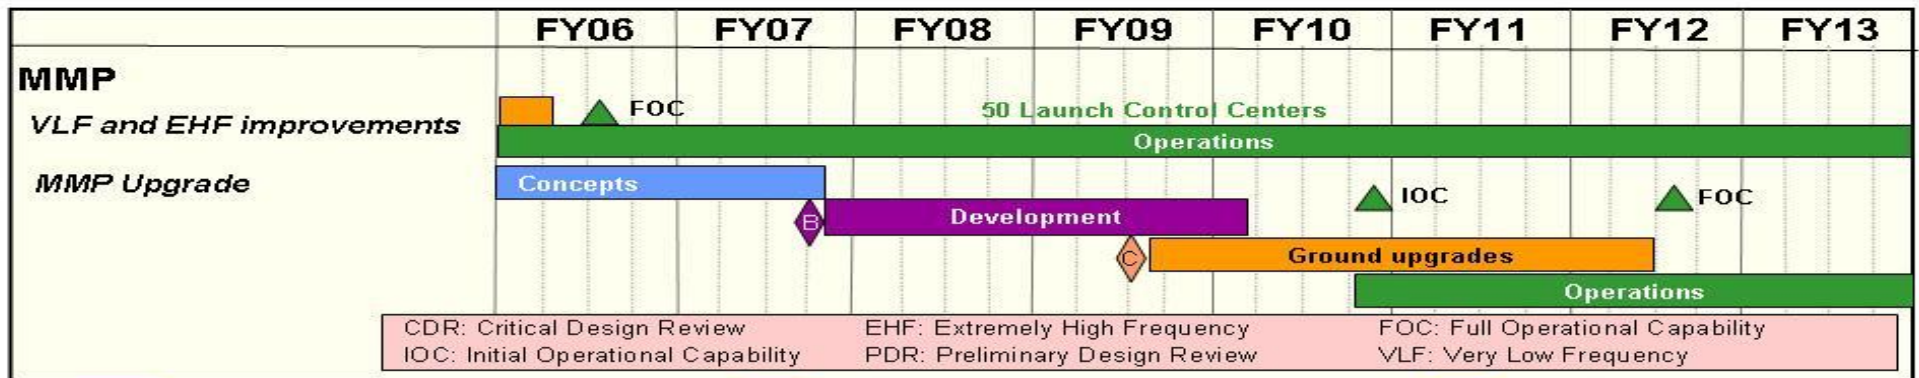 FY06 FY07 FY08 FY09 FY10 FY11 FY12 FY13
MMP
FOC 50 Launch Control Centers
VLF and EHF improvements
Operations
MMP Upgrade Concepts IOC FOC
B Development
C Ground upgrades
Operations
CDR: Critical Design Review EHF: Extremely High Frequency FOC: Full Operational Capability
IOC: Initial Operational Capability PDR: Preliminary Design Review VLF: Very Low Frequency